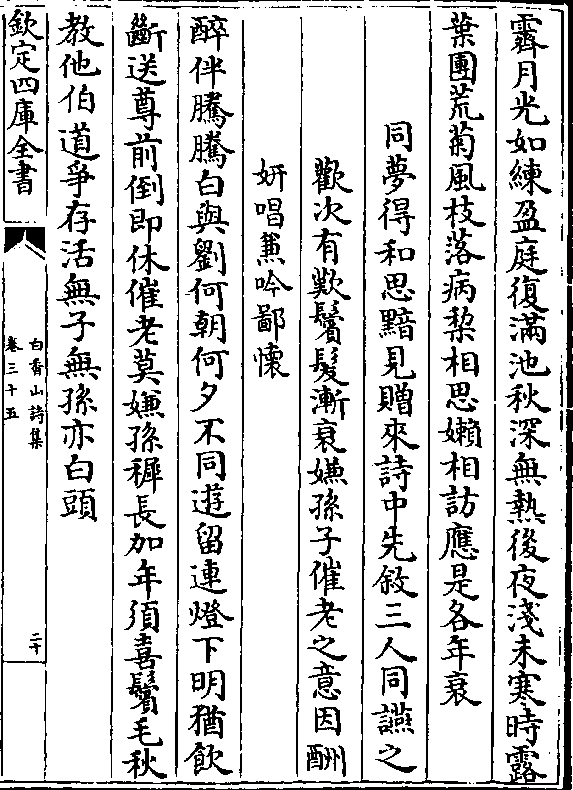 霽月光如練盈庭復滿池秋深無熱後夜淺未寒時露
葉團荒菊風枝落病棃相思嬾相訪應是各年衰
同夢得和思黯見贈來詩中先敘三人同讌之
歡次有歎鬢髮漸衰嫌孫子催老之意因酬
妍唱兼吟鄙懷
醉伴騰騰白與劉何朝何夕不同遊留連燈下明猶飲
斷送尊前倒即休催老莫嫌孫穉長加年須喜鬢毛秋
教他伯道爭存活無子無孫亦白頭
欽定四庫全書
白香山詩集
卷三十五
二十